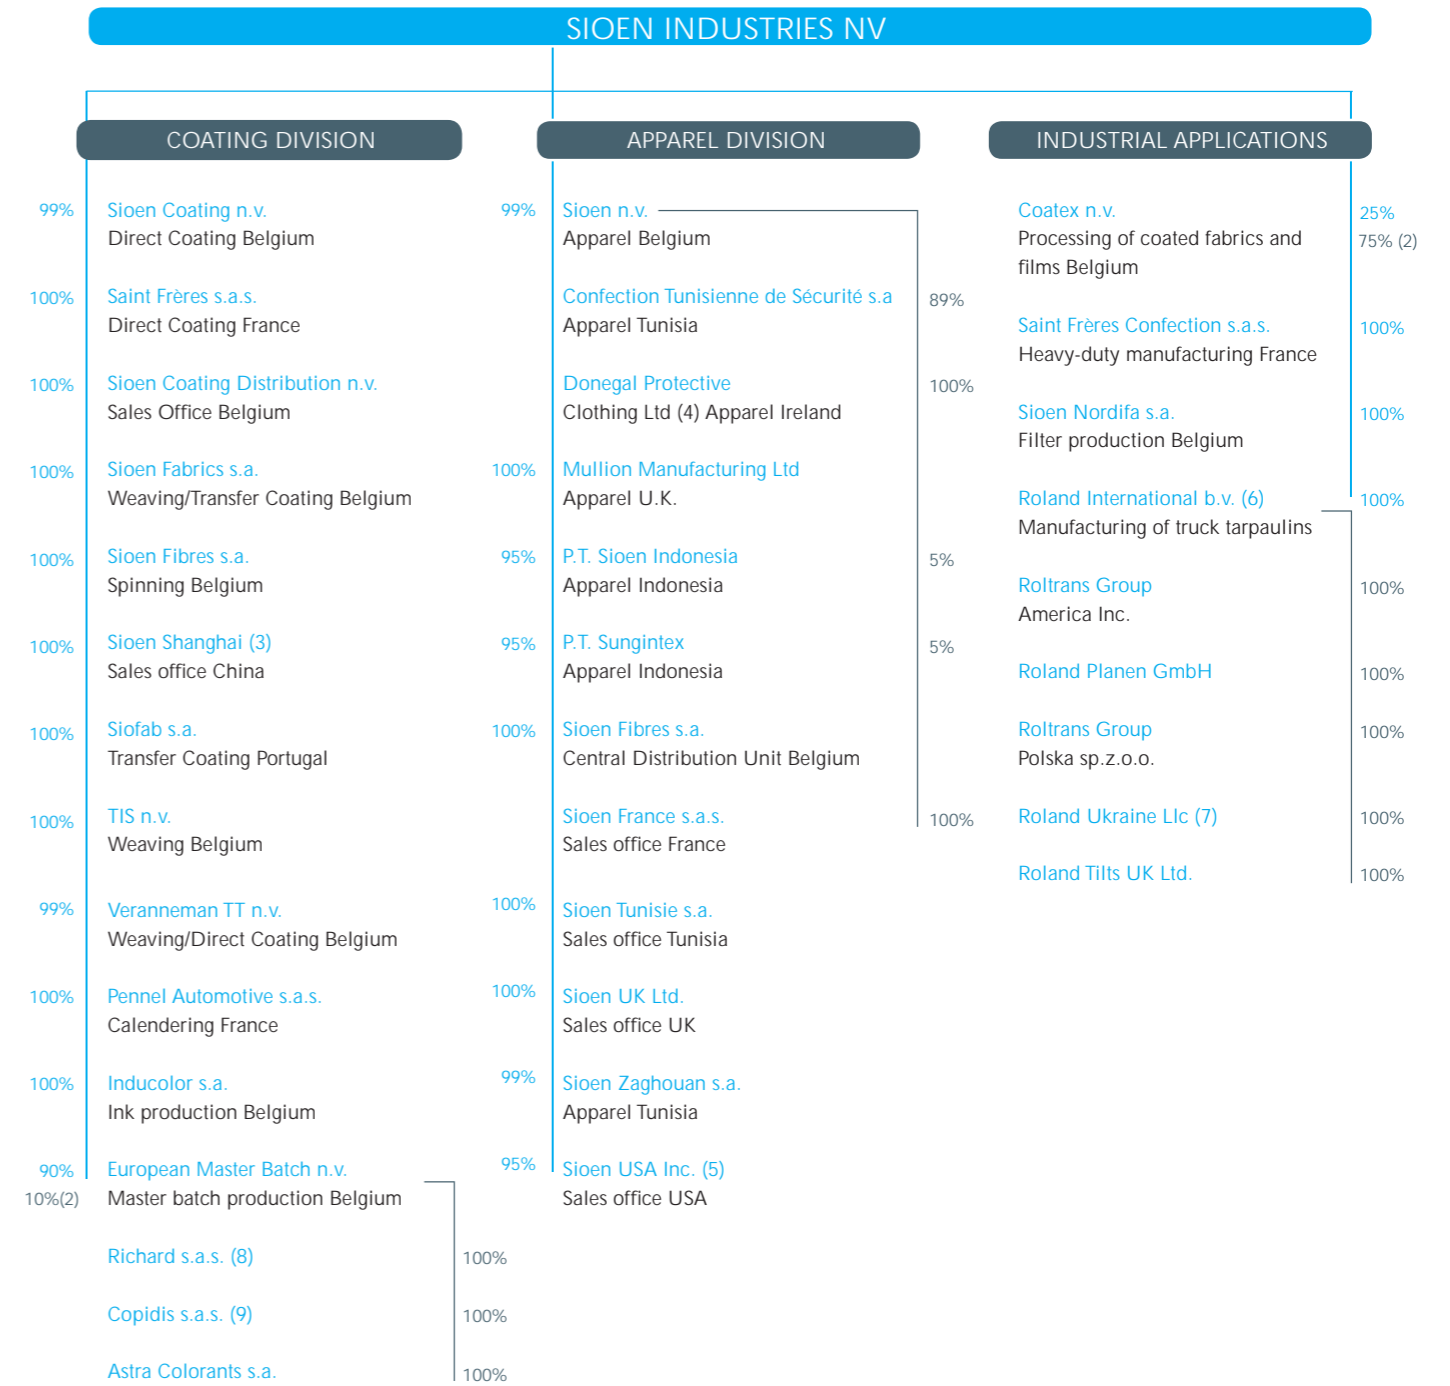 SIOEN INDUSTRIES NV
COATING DIVISION
99%
Sioen Coating n.v.
Direct Coating Belgium
100%
Saint Frères s.a.s.
Direct Coating France
100%
Sioen Coating Distribution n.v.
Sales Office Belgium
100%
Sioen Fabrics s.a.
Weaving/Transfer Coating Belgium
100%
Sioen Fibres s.a.
Spinning Belgium
100%
Sioen Shanghai (3)
Sales office China
100%
Siofab s.a.
Transfer Coating Portugal
100%
TIS n.v.
Weaving Belgium
99%
Veranneman TT n.v.
Weaving/Direct Coating Belgium
100%
Pennel Automotive s.a.s.
Calendering France
100%
Inducolor s.a.
Ink production Belgium
90%
European Master Batch n.v.
10%(2)
Master batch production Belgium
Richard s.a.s. (8)
100%
Copidis s.a.s. (9)
100%
Astra Colorants s.a.
100%
APPAREL DIVISION
99%
Sioen n.v.
Apparel Belgium
Confection Tunisienne de Sécurité s.a
89%
Apparel Tunisia
Donegal Protective
100%
Clothing Ltd (4) Apparel Ireland
100%
Mullion Manufacturing Ltd
Apparel U.K.
95%
P.T. Sioen Indonesia
5%
Apparel Indonesia
95%
P.T. Sungintex
5%
Apparel Indonesia
100%
Sioen Fibres s.a.
Central Distribution Unit Belgium
Sioen France s.a.s.
100%
Sales office France
100%
Sioen Tunisie s.a.
Sales office Tunisia
100%
Sioen UK Ltd.
Sales office UK
99%
Sioen Zaghouan s.a.
Apparel Tunisia
95%
Sioen USA Inc. (5)
Sales office USA
INDUSTRIAL APPLICATIONS
Coatex n.v.
25%
Processing of coated fabrics and
75% (2)
films Belgium
Saint Frères Confection s.a.s.
100%
Heavy-duty manufacturing France
Sioen Nordifa s.a.
100%
Filter production Belgium
Roland International b.v. (6)
100%
Manufacturing of truck tarpaulins
Roltrans Group
100%
America Inc.
Roland Planen GmbH
100%
Roltrans Group
100%
Polska sp.z.o.o.
Roland Ukraine Llc (7)
100%
Roland Tilts UK Ltd.
100%